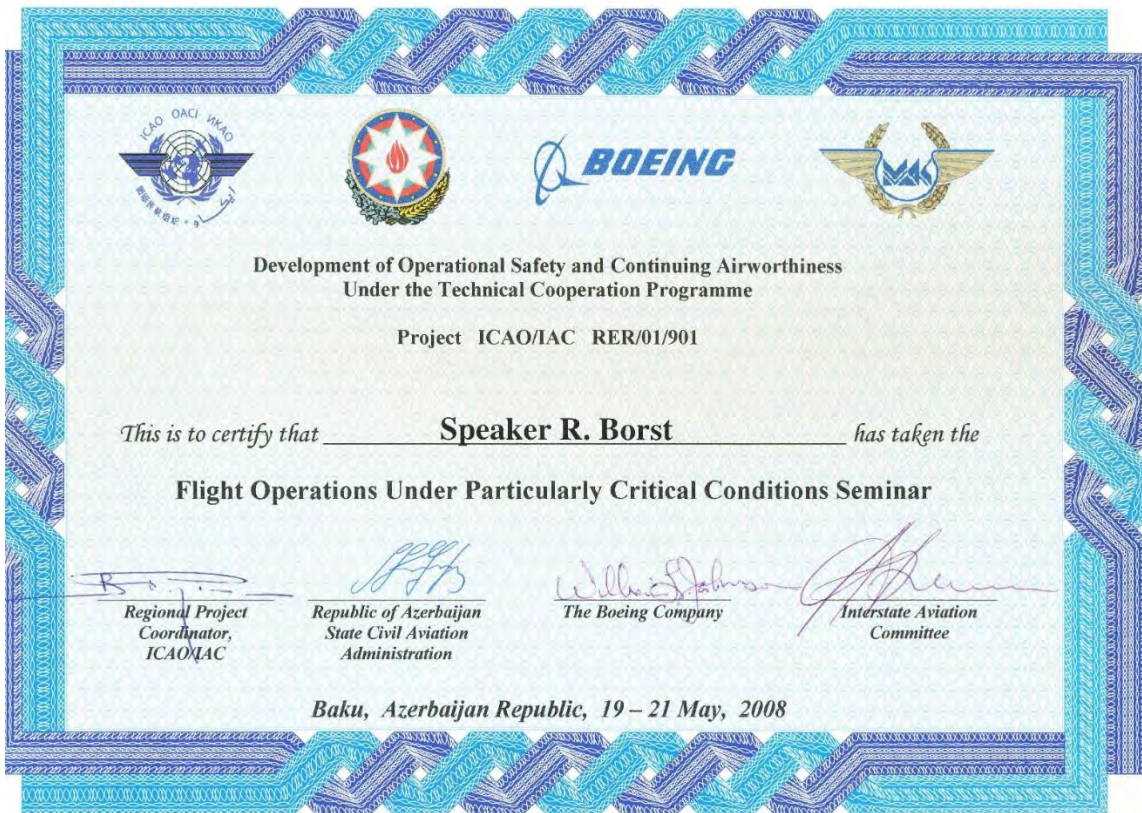 ICAO OACI ИКАО
BOEING
МАК
Development of Operational Safety and Continuing Airworthiness
Under the Technical Cooperation Programme
Project ICAO/IAC RER/01/901
This is to certify that Speaker R. Borst has taken the
Flight Operations Under Particularly Critical Conditions Seminar
Regional Project
Coordinator,
ICAO/IAC
Republic of Azerbaijan
State Civil Aviation
Administration
The Boeing Company
Interstate Aviation
Committee
Baku, Azerbaijan Republic, 19 – 21 May, 2008